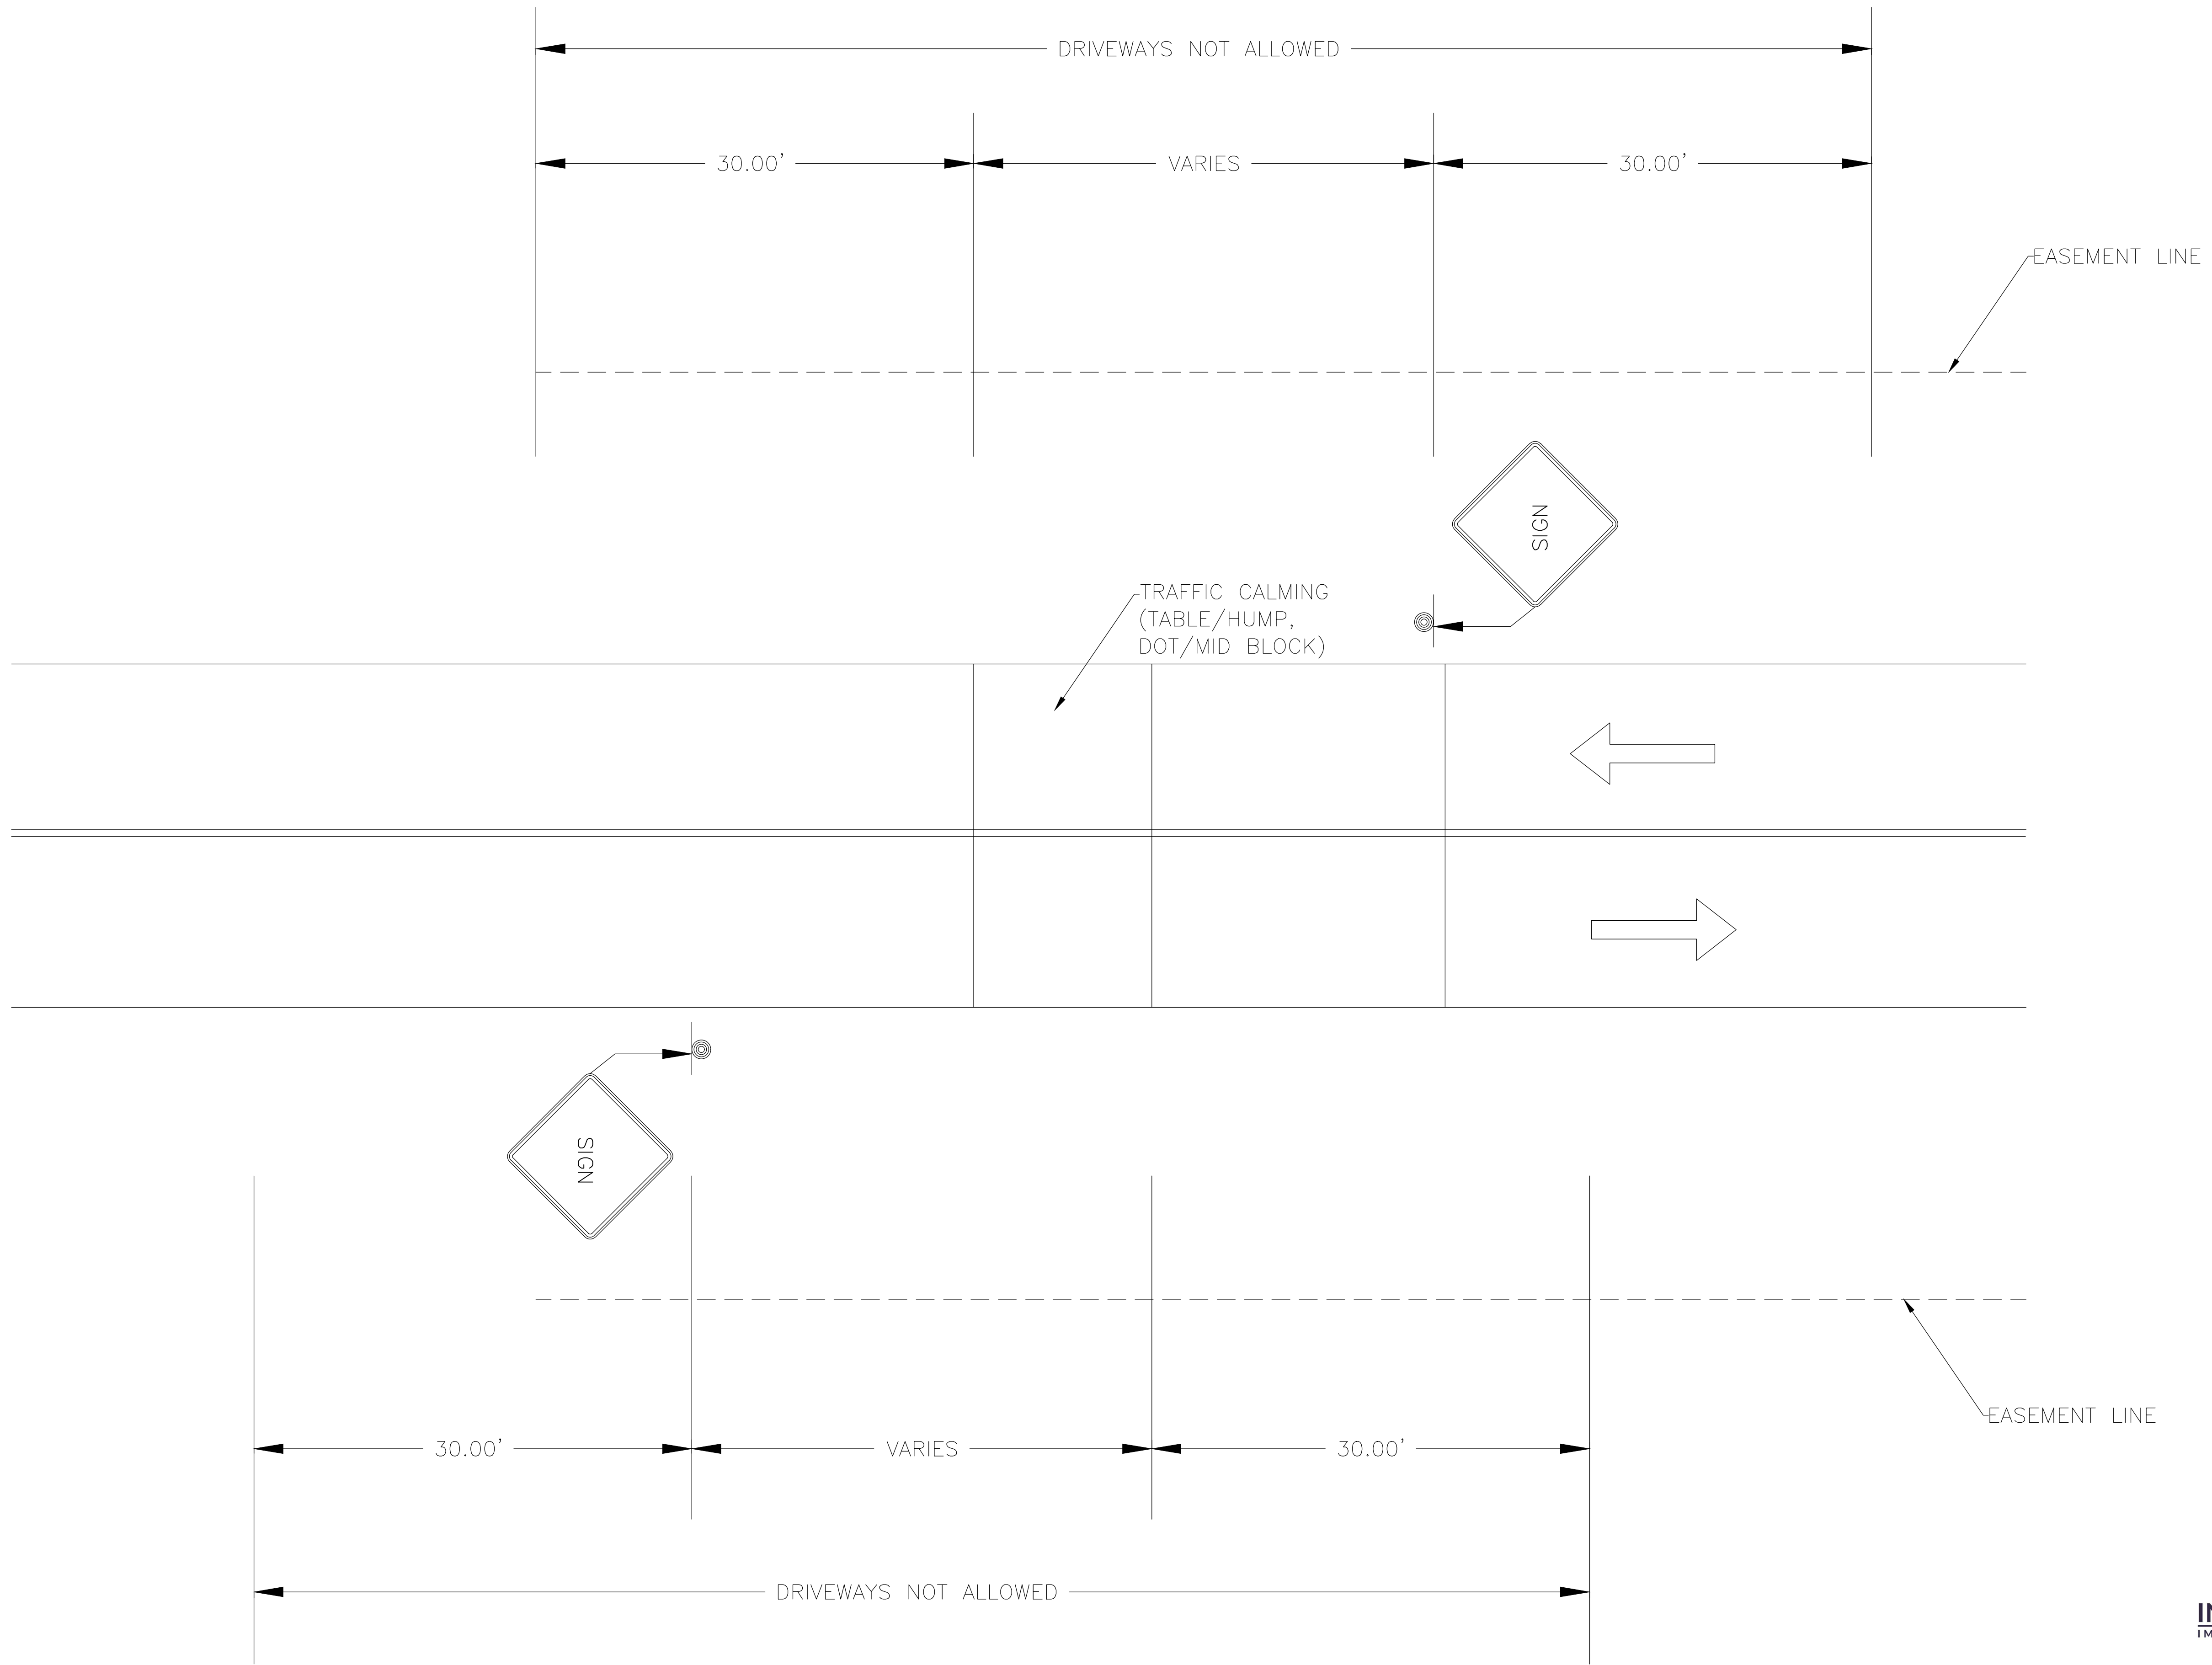 DRIVEWAYS NOT ALLOWED
30.00'
VARIES
30.00'
EASEMENT LINE
SIGN
TRAFFIC CALMING
(TABLE/HUMP,
DOT/MID BLOCK)
SIGN
EASEMENT LINE
30.00'
VARIES
30.00'
DRIVEWAYS NOT ALLOWED